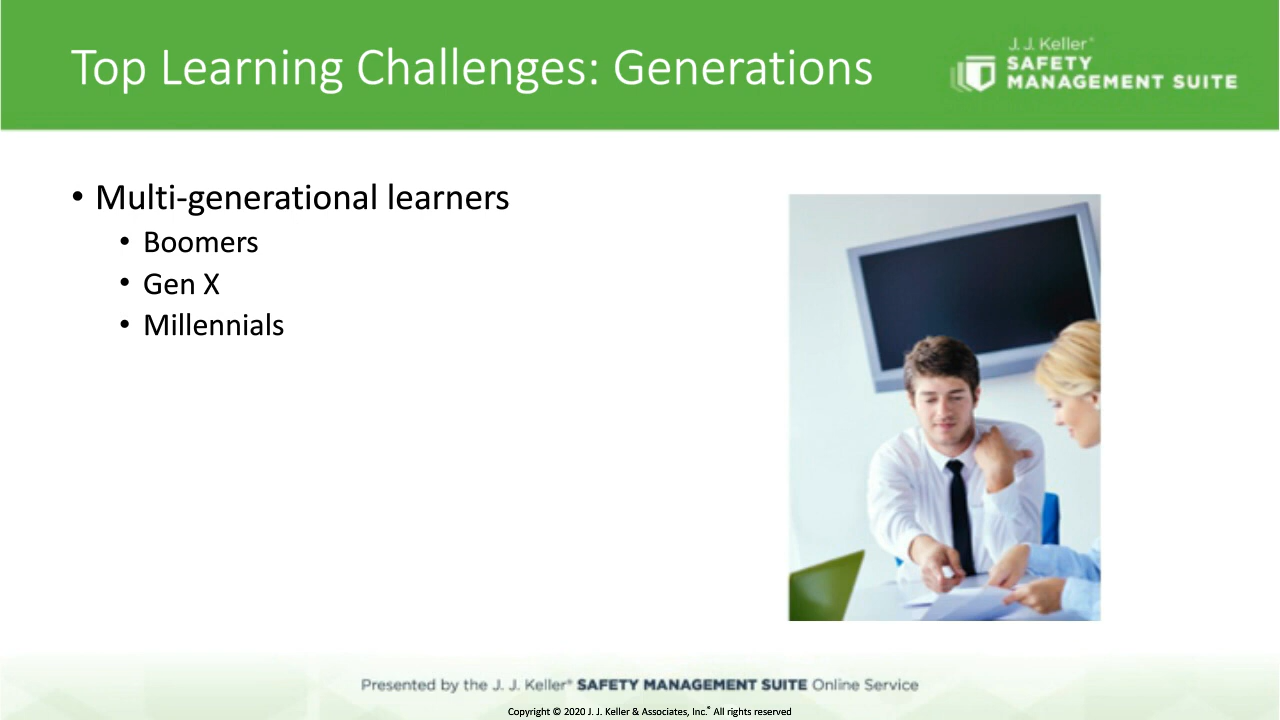 Top Learning Challenges: Generations
J. J. Keller®
SAFETY
MANAGEMENT SUITE
• Multi-generational learners
• Boomers
• Gen X
• Millennials
Presented by the J. J. Keller® SAFETY MANAGEMENT SUITE Online Service
Copyright © 2020 J. J. Keller & Associates, Inc.® All rights reserved